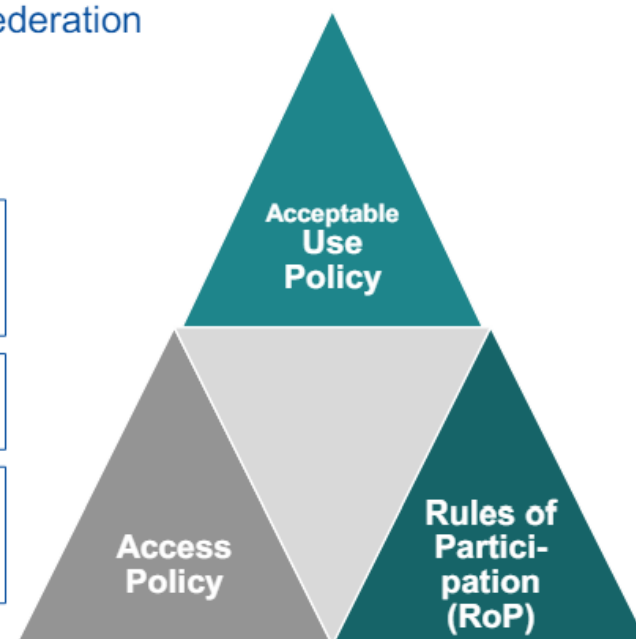 ederation
Acceptable
Use
Policy
Access
Policy
Rules of
Partici-
pation
(RoP)